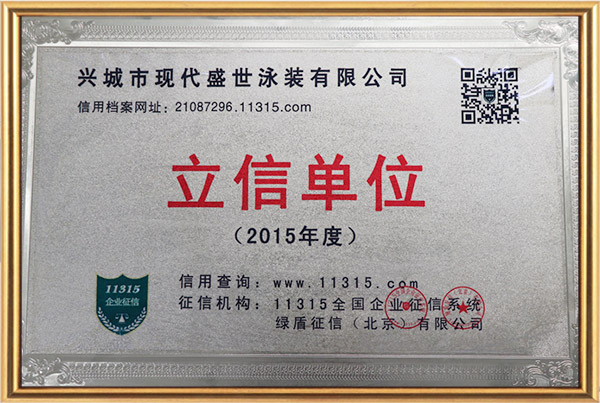 兴城市现代盛世泳装有限公司
信用档案网址：21087296.11315.com
立信单位
（2015年度）
11315
企业征信
信用查询：www.11315.com
征信机构：11315全国企业征信系统
绿盾征信（北京）有限公司